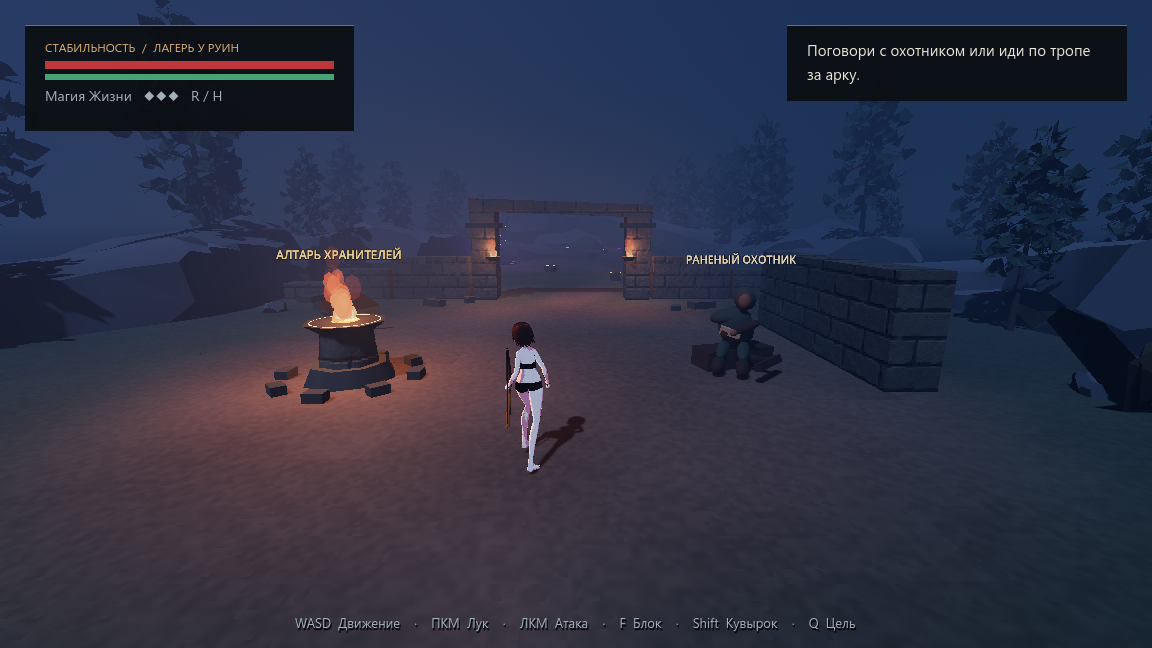 СТАБИЛЬНОСТЬ / ЛАГЕРЬ У РУИН
Магия Жизни ◆◆◆ R / H
Поговори с охотником или иди по тропе
за арку.
АЛТАРЬ ХРАНИТЕЛЕЙ
РАНЕНЫЙ ОХОТНИК
WASD Движение · ПКМ Лук · ЛКМ Атака · F Блок · Shift Кувырок · Q Цель